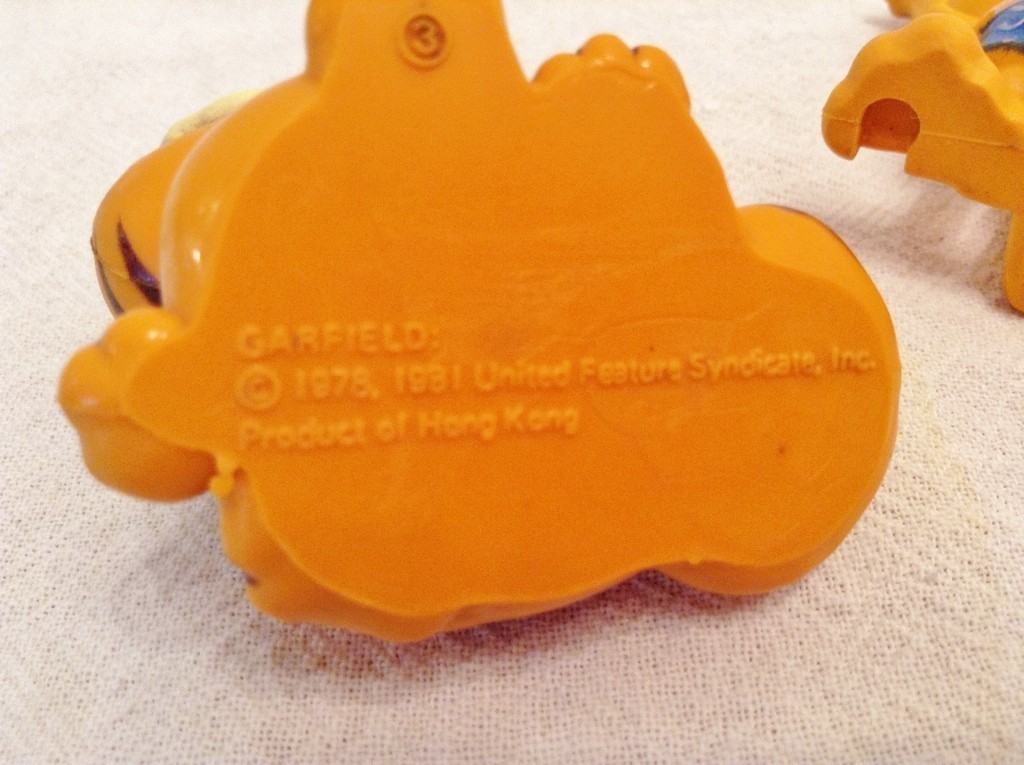 3
GARFIELD:
© 1978, 1981 United Feature Syndicate, Inc.
Product of Hong Kong